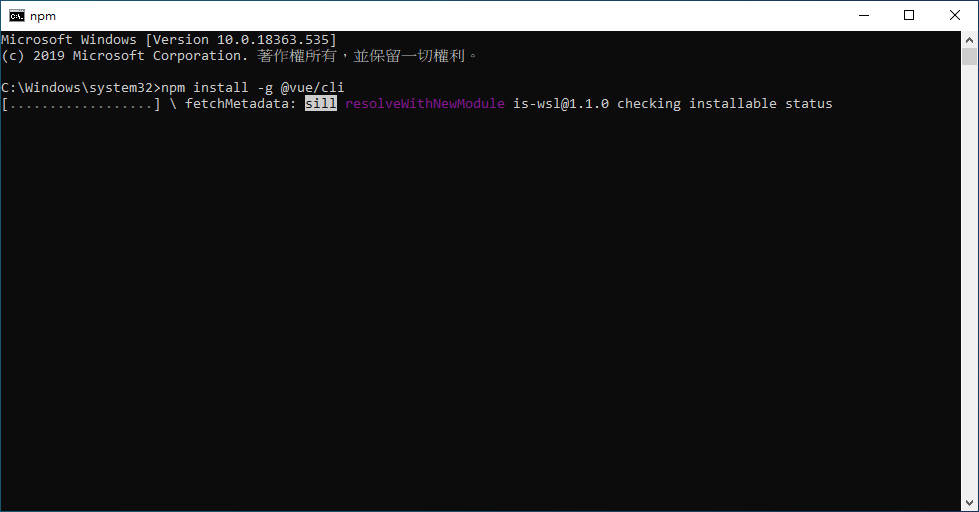 npm
Microsoft Windows [Version 10.0.18363.535]
(c) 2019 Microsoft Corporation. 著作權所有，並保留一切權利。
C:\Windows\system32>npm install -g @vue/cli
[..................] \ fetchMetadata: sill resolveWithNewModule is-wsl@1.1.0 checking installable status